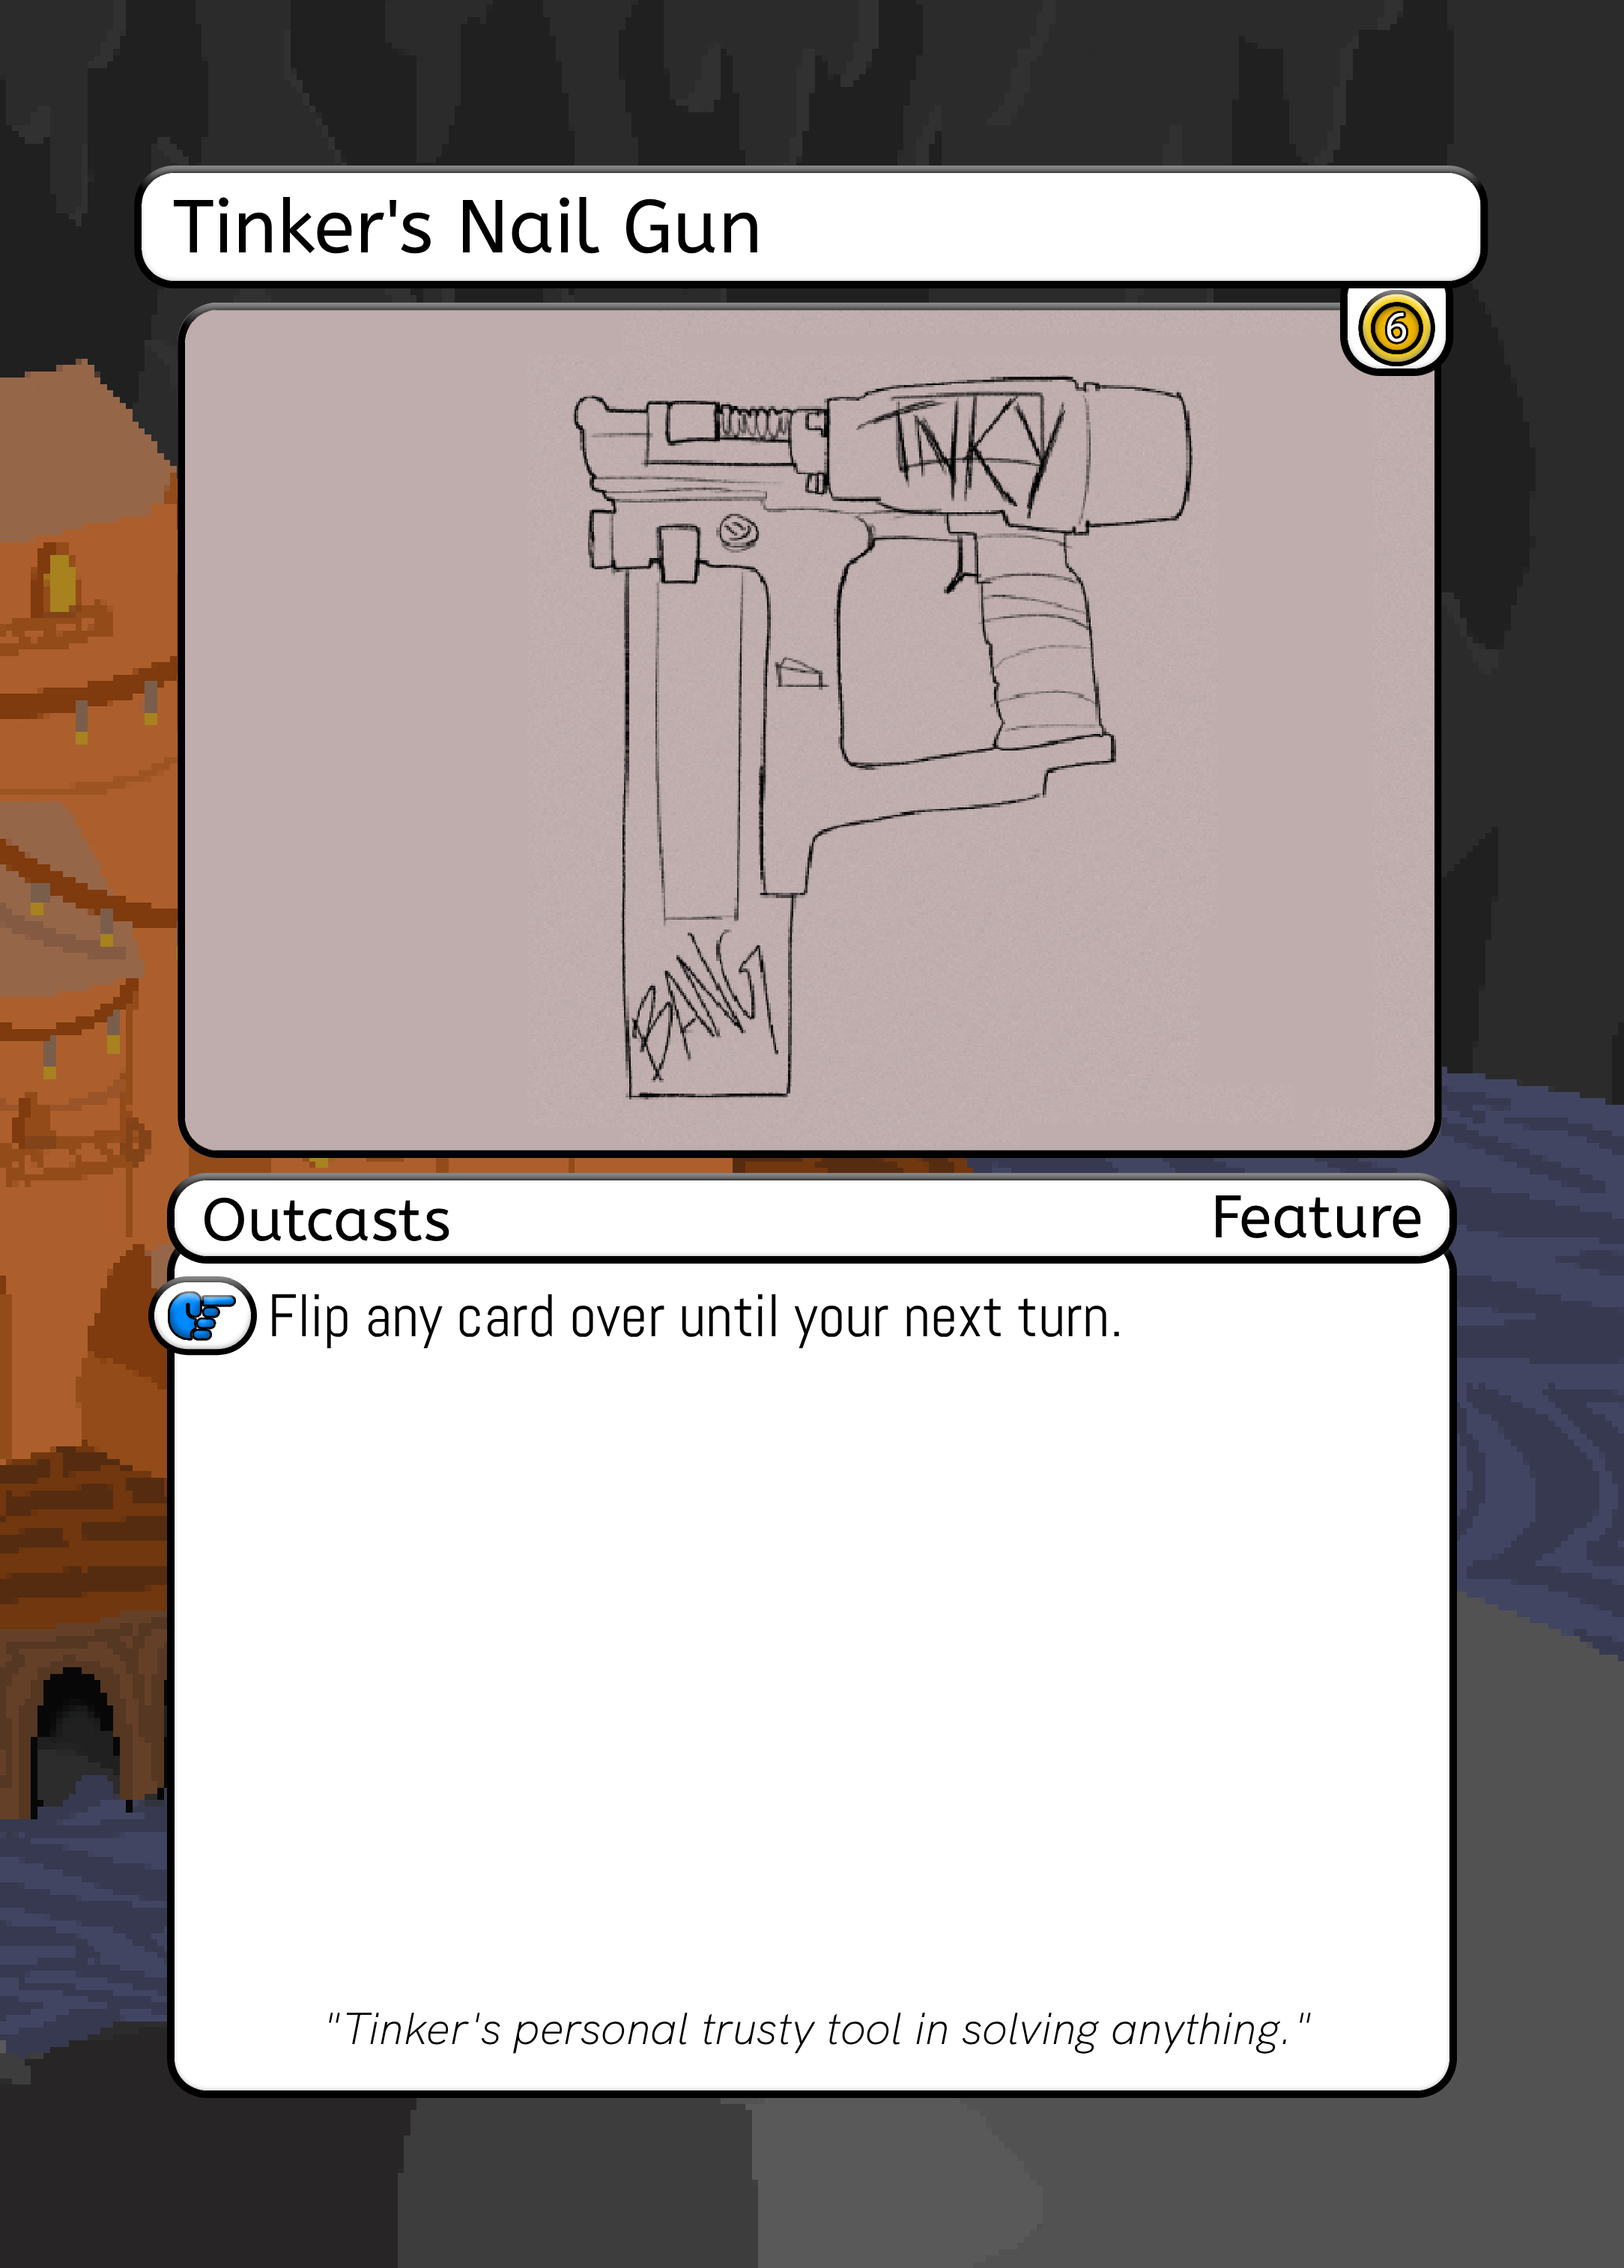 Tinker's Nail Gun
6
TINKY
BANG
Outcasts
Feature
Flip any card over until your next turn.
"Tinker's personal trusty tool in solving anything."